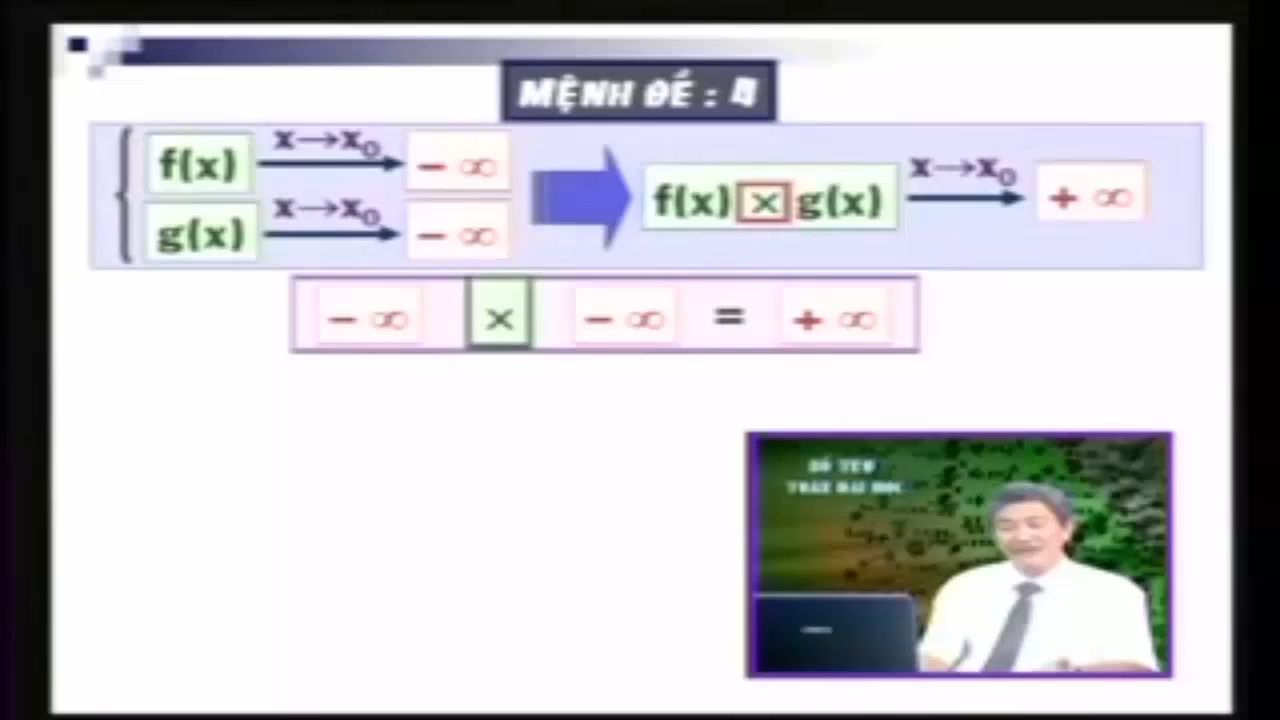 MỆNH ĐỀ : 4
f(x) x→x₀ − ∞
g(x) x→x₀ − ∞
f(x) × g(x) x→x₀ + ∞
− ∞ × − ∞ = + ∞